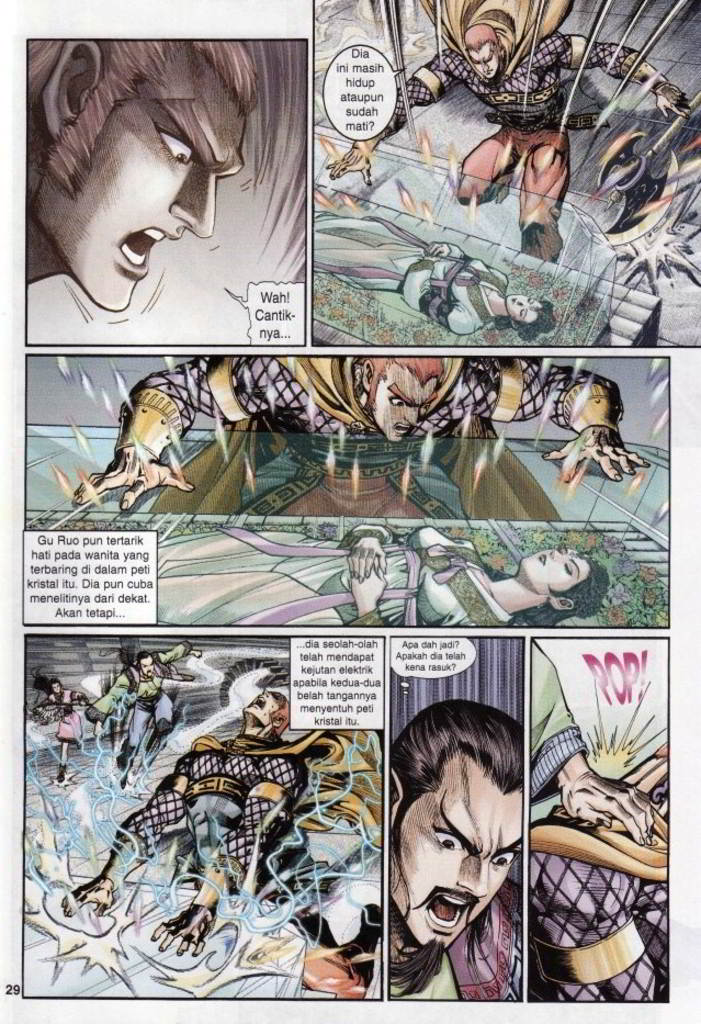 Wah!
Cantik-
nya...
Dia
ini masih
hidup
ataupun
sudah
mati?
Gu Ruo pun tertarik
hati pada wanita yang
terbaring di dalam peti
kristal itu. Dia pun cuba
menelitinya dari dekat.
Akan tetapi...
...dia seolah-olah
telah mendapat
kejutan elektrik
apabila kedua-dua
belah tangannya
menyentuh peti
kristal itu.
Apa dah jadi?
Apakah dia telah
kena rasuk?
POP!
29